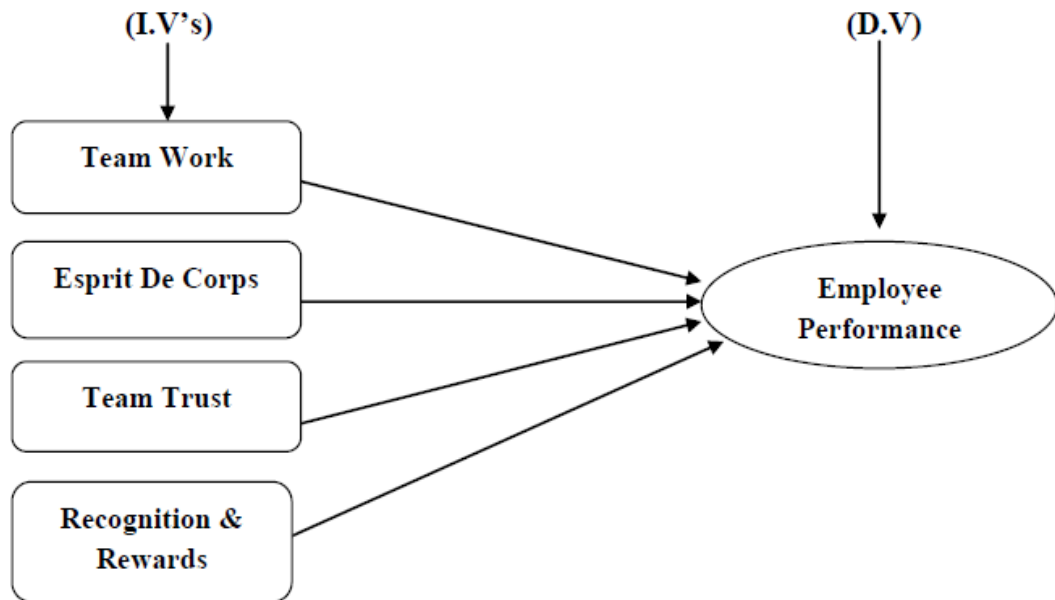 (I.V's)
(D.V)
Team Work
Esprit De Corps
Team Trust
Recognition &
Rewards
Employee
Performance